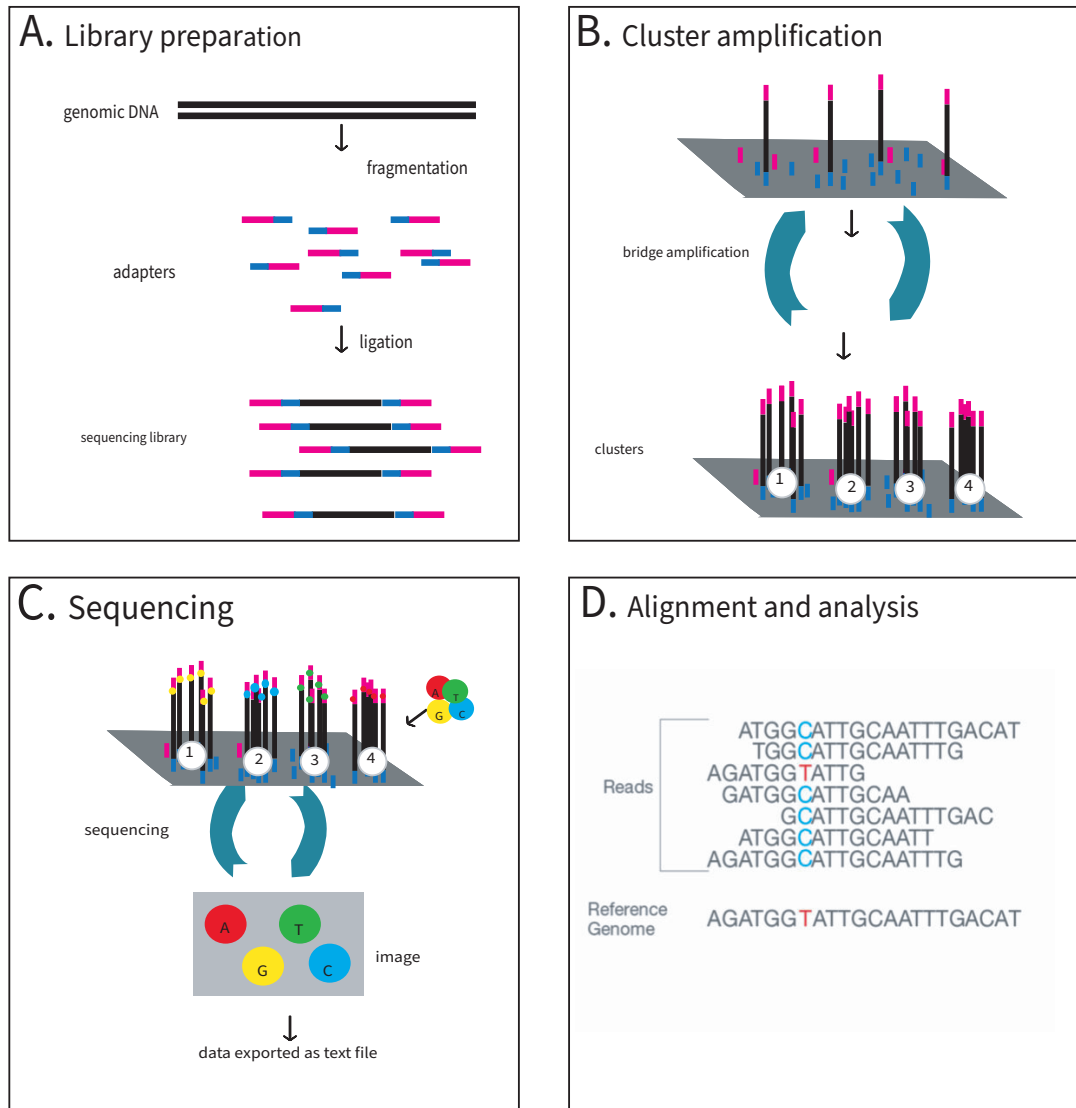 A. Library preparation
genomic DNA
fragmentation
adapters
ligation
sequencing library
B. Cluster amplification
bridge amplification
clusters
1
2
3
4
C. Sequencing
A
T
G
C
1
2
3
4
sequencing
A
T
G
C
image
data exported as text file
D. Alignment and analysis
Reads
ATGGCATTGCAATTTGACAT
TGGCATTGCAATTTG
AGATGGTATTG
GATGGCATTGCAA
GCATTGCAATTTGAC
ATGGCATTGCAATT
AGATGGCATTGCAATTTG
Reference
Genome
AGATGGTATTGCAATTTGACAT